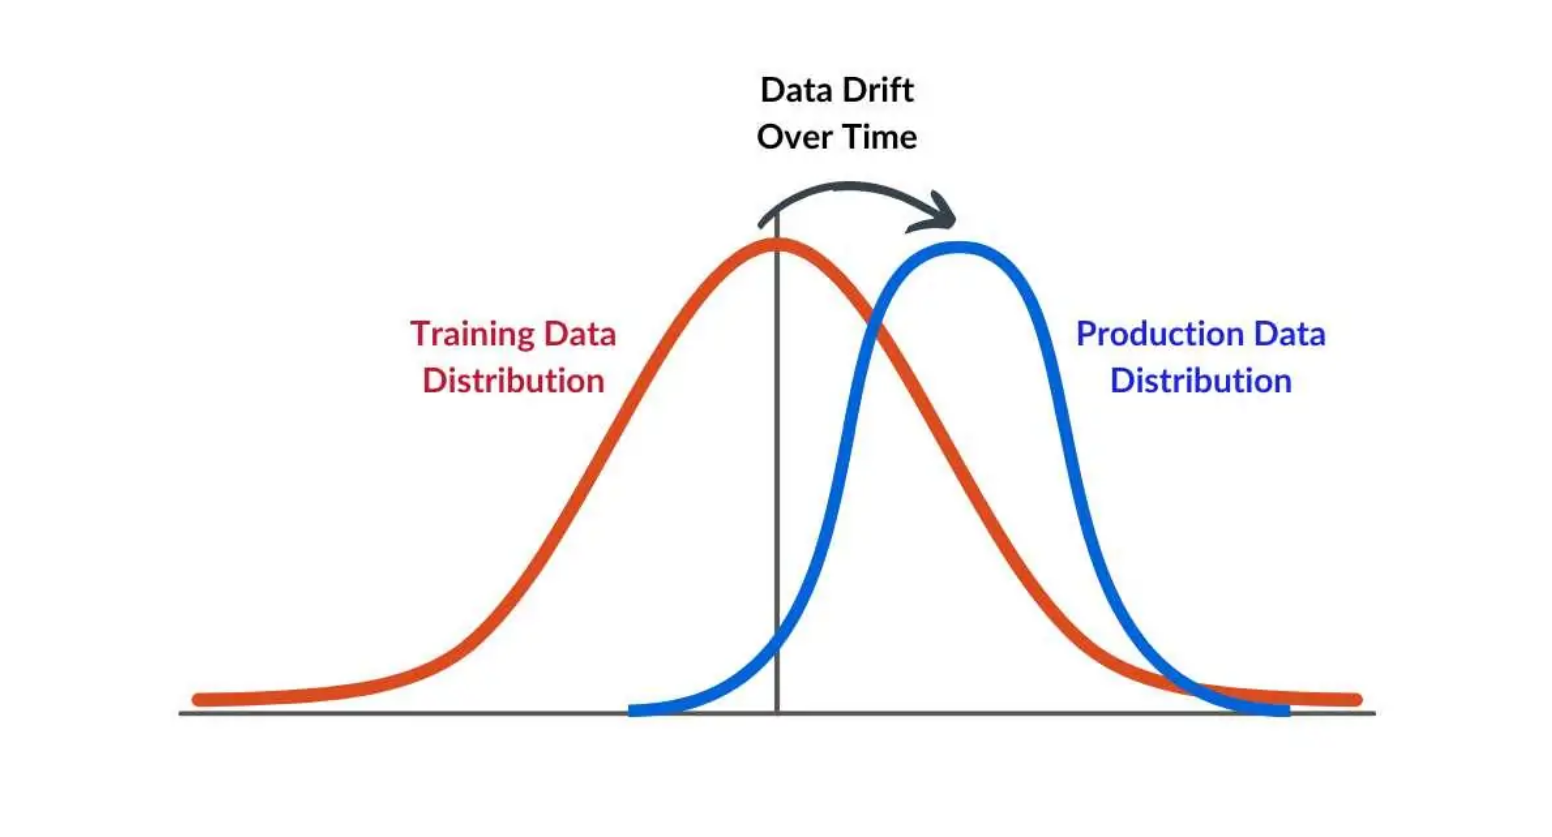 Data Drift
Over Time
Training Data
Distribution
Production Data
Distribution